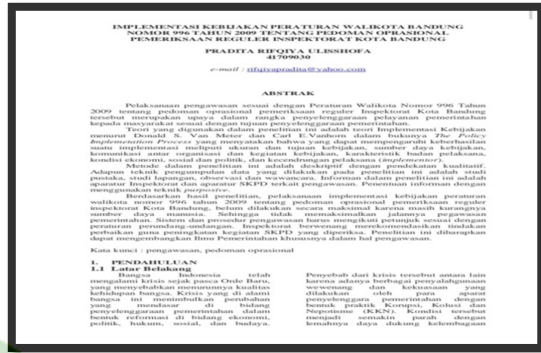 IMPLEMENTASI KEBIJAKAN PERATURAN WALIKOTA BANDUNG
NOMOR 996 TAHUN 2009 TENTANG PEDOMAN OPRASIONAL
PEMERIKSAAN REGULER INSPEKTORAT KOTA BANDUNG
PRADITA RIFQIYA ULISSHOFA
41709030
e-mail : rifqiyapradita@yahoo.com
ABSTRAK
Pelaksanaan pengawasan sesuai dengan Peraturan Walikota Nomor 996 Tahun
2009 tentang pedoman oprasional pemeriksaan reguler Inspektorat Kota Bandung
tersebut merupakan upaya dalam rangka penyelenggaraan pelayanan pemerintahan
kepada masyarakat sesuai dengan tujuan penyelenggaraan pemerintahan.
Teori yang digunakan dalam penelitian ini adalah teori Implementasi Kebijakan
menurut Donald S. Van Meter dan Carl E.Vanhorn dalam bukunya The Policy
Implementation Process yang menyatakan bahwa yang dapat mempengaruhi keberhasilan
suatu implementasi meliputi ukuran dan tujuan kebijakan, sumber daya kebijakan,
komunikasi antar organisasi dan kegiatan kebijakan, karakteristik badan pelaksana,
kondisi ekonomi, sosial dan politik, dan kecendrungan pelaksana (implementor).
Metode dalam penelitian ini adalah deskriptif dengan pendekatan kualitatif.
Adapun teknik pengumpulan data yang dilakukan pada penelitian ini adalah studi
pustaka, studi lapangan, observasi dan wawancara. Informan dalam penelitian ini adalah
aparatur Inspektorat dan aparatur SKPD terkait pengawasan. Penentuan informan dengan
menggunakan teknik purposive.
Berdasarkan hasil penelitian, pelaksanaan implementasi kebijakan peraturan
walikota nomor 996 tahun 2009 tentang pedoman oprasional pemeriksaan reguler
inspektorat Kota Bandung, belum dilakukan secara maksimal karena masih kurangnya
sumber daya manusia. Sehingga tidak memaksimalkan jalannya pegawasan
pemerintahan. Sistem dan prosedur pengawasan harus mengikuti petunjuk sesuai dengan
peraturan perundang-undangan. Inspektorat berwenang merekomendasikan tindakan
perbaikan guna peningkatan kegiatan SKPD yang diperiksa. Penelitian ini diharapkan
dapat mengembangkan Ilmu Pemerintahan khususnya dalam hal pengawasan.
Kata kunci : pengawasan, pedoman oprasional
1. PENDAHULUAN
1.1 Latar Belakang
Bangsa Indonesia telah
mengalami krisis sejak pasca Orde Baru,
yang menyebabkan menurunnya kualitas
kehidupan bangsa. Krisis yang di alami
bangsa ini menimbulkan perubahan
yang mendasar di bidang
penyelenggaraan pemerintahan dalam
bentuk reformasi di bidang ekonomi,
politik, hukum, sosial, dan budaya.
Penyebab dari krisis tersebut antara lain
karena adanya berbagai penyalahgunaan
wewenang dan kekuasaan yang
dilakukan oleh para aparat
penyelenggara pemerintahan dengan
bentuk praktik Korupsi, Kolusi dan
Nepotisme (KKN). Kondisi tersebut
menjadi semakin parah dengan
lemahnya daya dukung kelembagaan